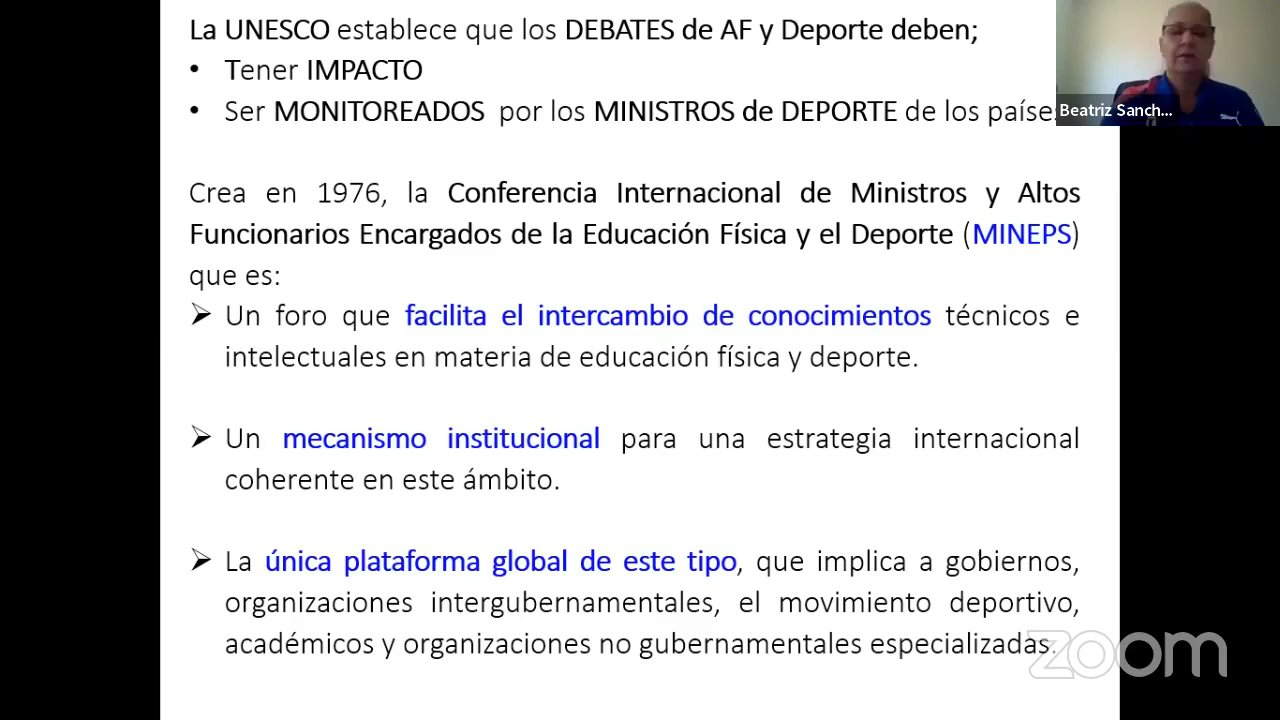 La UNESCO establece que los DEBATES de AF y Deporte deben;
• Tener IMPACTO
• Ser MONITOREADOS por los MINISTROS de DEPORTE de los países
Beatriz Sanch...
Crea en 1976, la Conferencia Internacional de Ministros y Altos
Funcionarios Encargados de la Educación Física y el Deporte (MINEPS)
que es:
➢ Un foro que facilita el intercambio de conocimientos técnicos e
intelectuales en materia de educación física y deporte.
➢ Un mecanismo institucional para una estrategia internacional
coherente en este ámbito.
➢ La única plataforma global de este tipo, que implica a gobiernos,
organizaciones intergubernamentales, el movimiento deportivo,
académicos y organizaciones no gubernamentales especializadas.
zoom